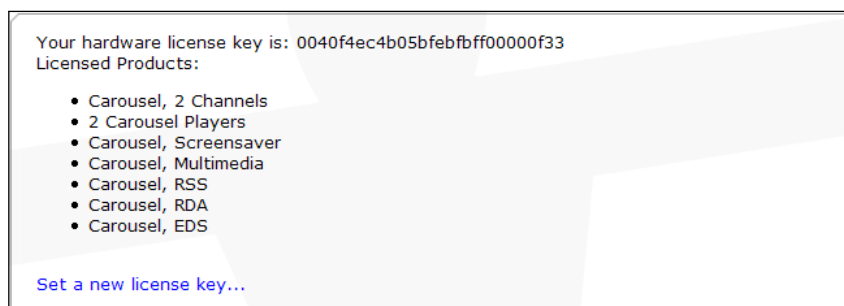 Your hardware license key is: 0040f4ec4b05bfebfbff00000f33
Licensed Products:
• Carousel, 2 Channels
• 2 Carousel Players
• Carousel, Screensaver
• Carousel, Multimedia
• Carousel, RSS
• Carousel, RDA
• Carousel, EDS
Set a new license key...